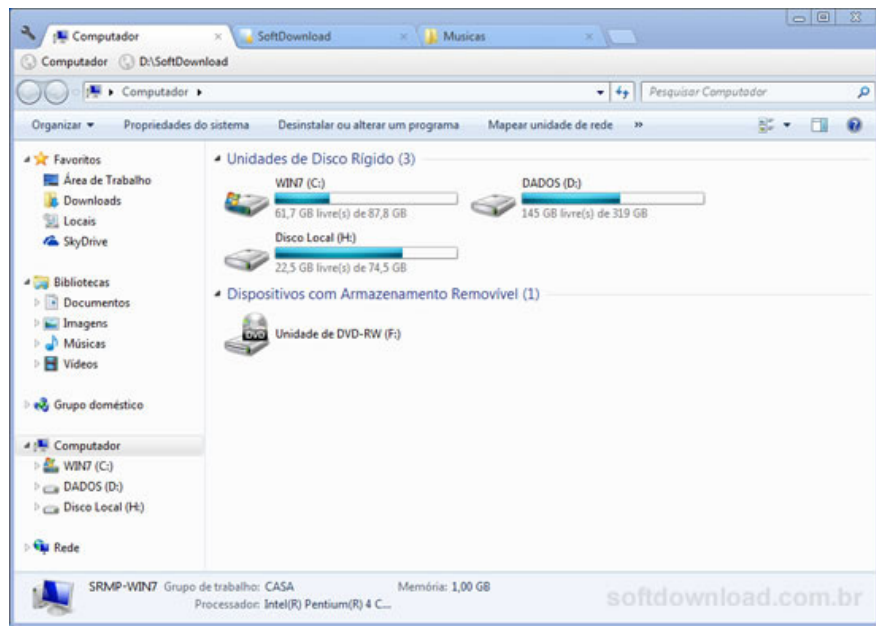 Computador
SoftDownload
Musicas
Computador
D:\SoftDownload
Computador
Pesquisar Computador
Organizar
Propriedades do sistema
Desinstalar ou alterar um programa
Mapear unidade de rede
»
Favoritos
Área de Trabalho
Downloads
Locais
SkyDrive
Bibliotecas
Documentos
Imagens
Músicas
Vídeos
Grupo doméstico
Computador
WIN7 (C:)
DADOS (D:)
Disco Local (H:)
Rede
Unidades de Disco Rígido (3)
WIN7 (C:)
61,7 GB livre(s) de 87,8 GB
DADOS (D:)
145 GB livre(s) de 319 GB
Disco Local (H:)
22,5 GB livre(s) de 74,5 GB
Dispositivos com Armazenamento Removível (1)
DVD
Unidade de DVD-RW (F:)
SRMP-WIN7 Grupo de trabalho: CASA Memória: 1,00 GB
Processador: Intel(R) Pentium(R) 4 C...
softdownload.com.br